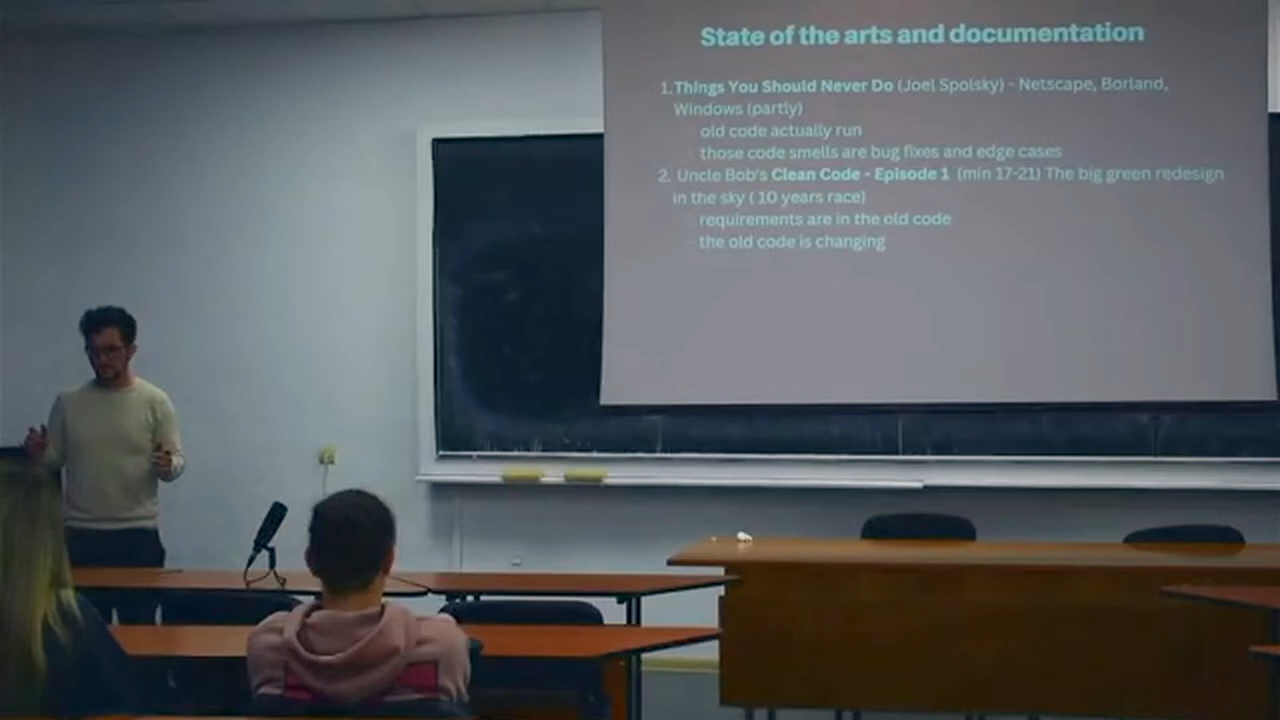 State of the arts and documentation
1. Things You Should Never Do (Joel Spolsky) - Netscape, Borland,
Windows (partly)
old code actually run
those code smells are bug fixes and edge cases
2. Uncle Bob's Clean Code - Episode 1 (min 17-21) The big green redesign
in the sky ( 10 years race)
requirements are in the old code
the old code is changing